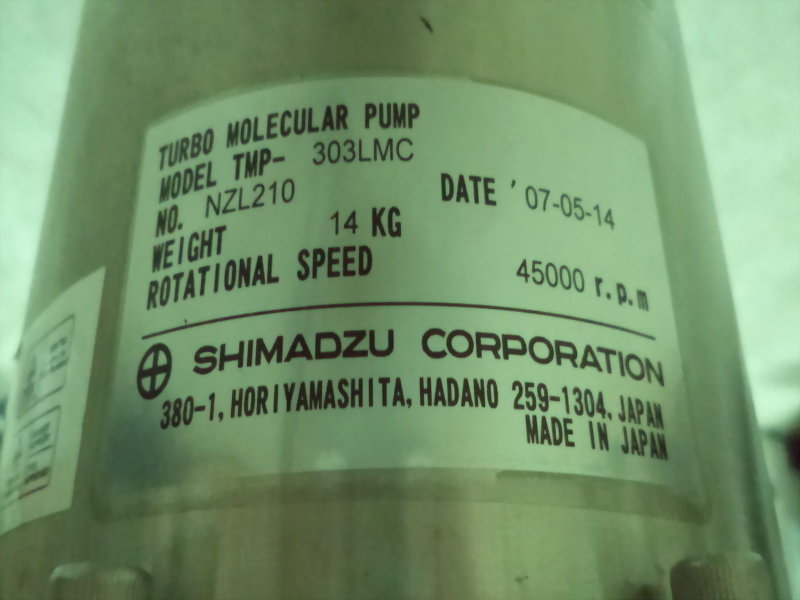 TURBO MOLECULAR PUMP
MODEL TMP- 303LMC
NO. NZL210 DATE '07-05-14
WEIGHT 14 KG
ROTATIONAL SPEED 45000 r.p.m
SHIMADZU CORPORATION
380-1, HORIYAMASHITA, HADANO 259-1304, JAPAN
MADE IN JAPAN